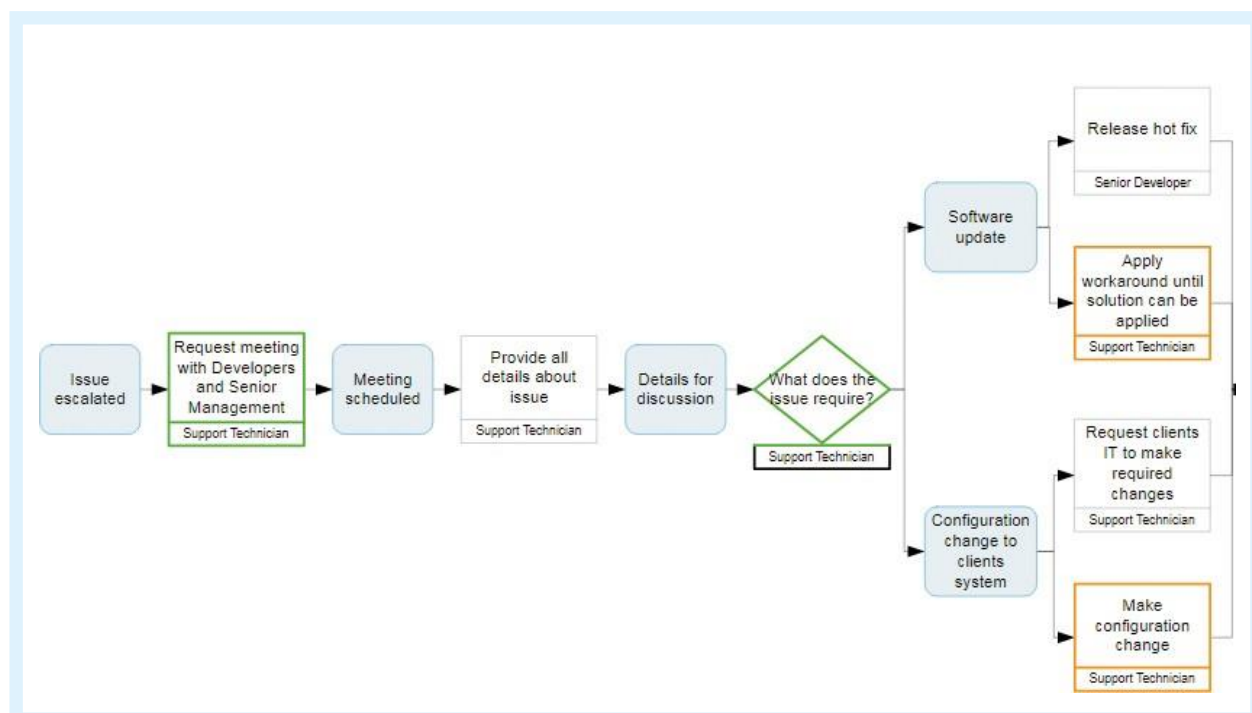 Issue
escalated
Request meeting
with Developers
and Senior
Management
Support Technician
Meeting
scheduled
Provide all
details about
issue
Support Technician
Details for
discussion
What does the
issue require?
Support Technician
Software
update
Release hot fix
Senior Developer
Apply
workaround until
solution can be
applied
Support Technician
Configuration
change to
clients
system
Request clients
IT to make
required
changes
Support Technician
Make
configuration
change
Support Technician